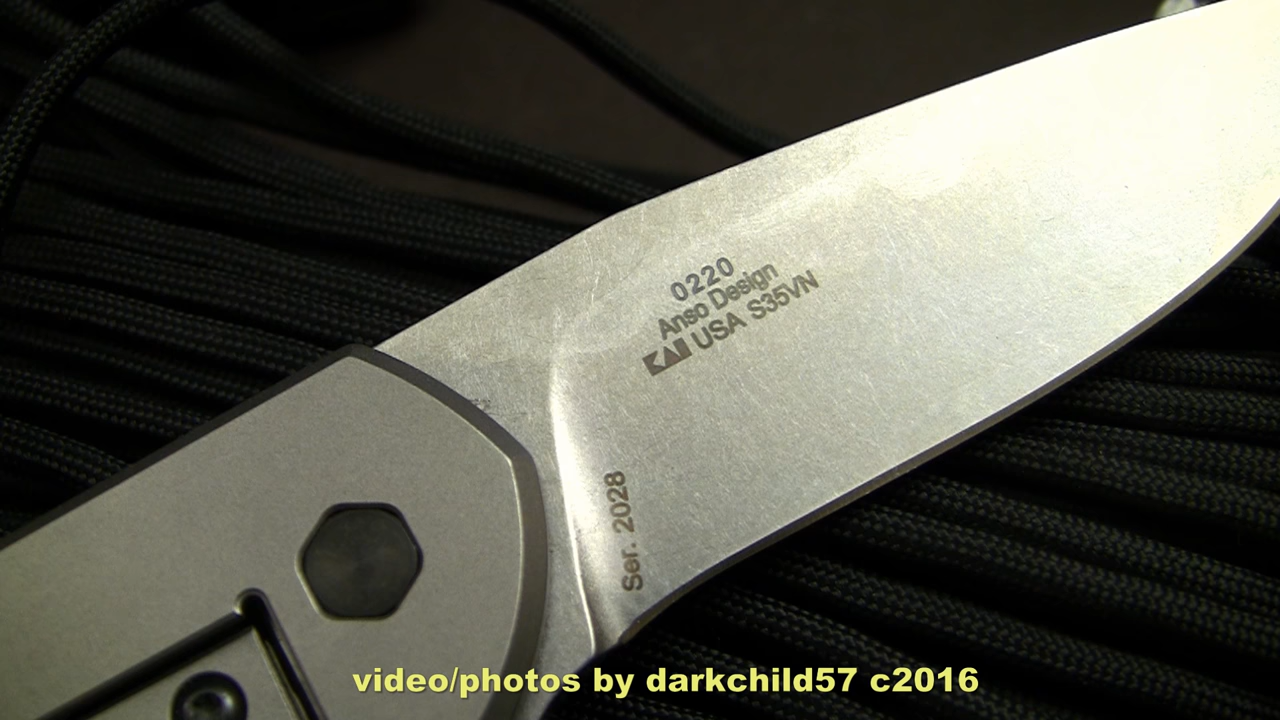 0220
Anso Design
KAI USA S35VN
Ser. 2028
video/photos by darkchild57 c2016